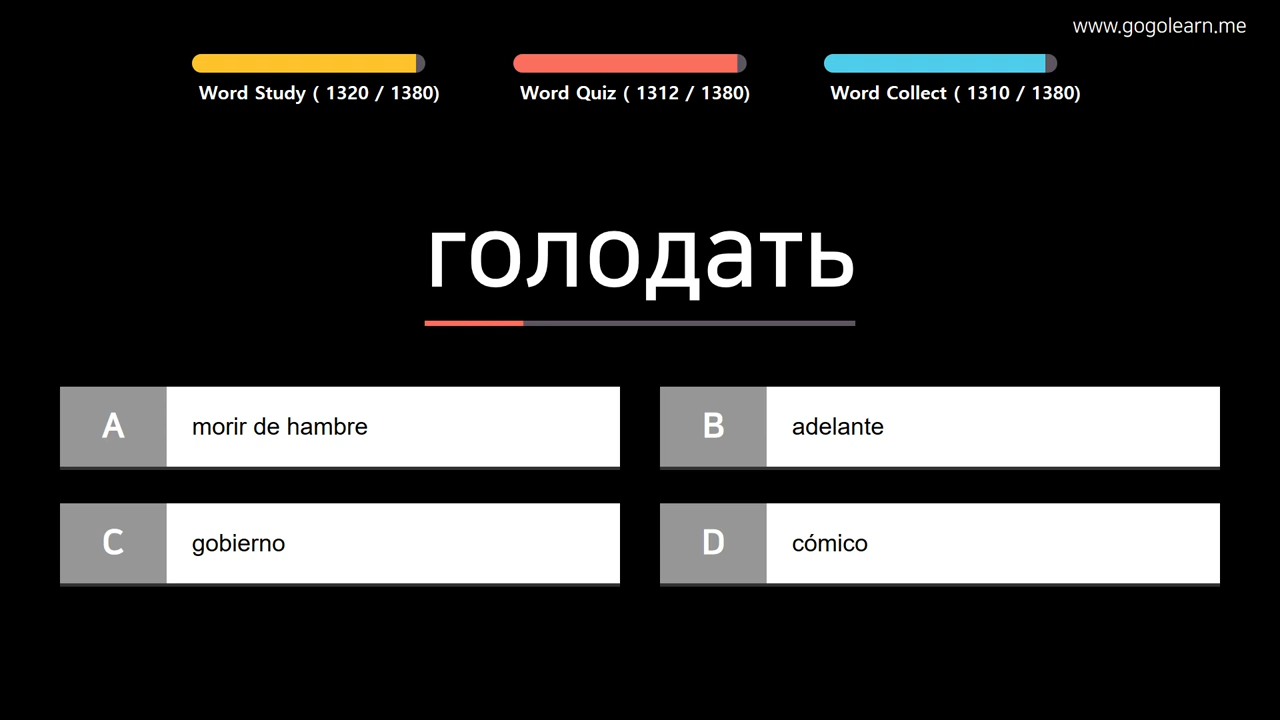 www.gogolearn.me
Word Study ( 1320 / 1380)
Word Quiz ( 1312 / 1380)
Word Collect ( 1310 / 1380)
голодать
A morir de hambre
B adelante
C gobierno
D cómico